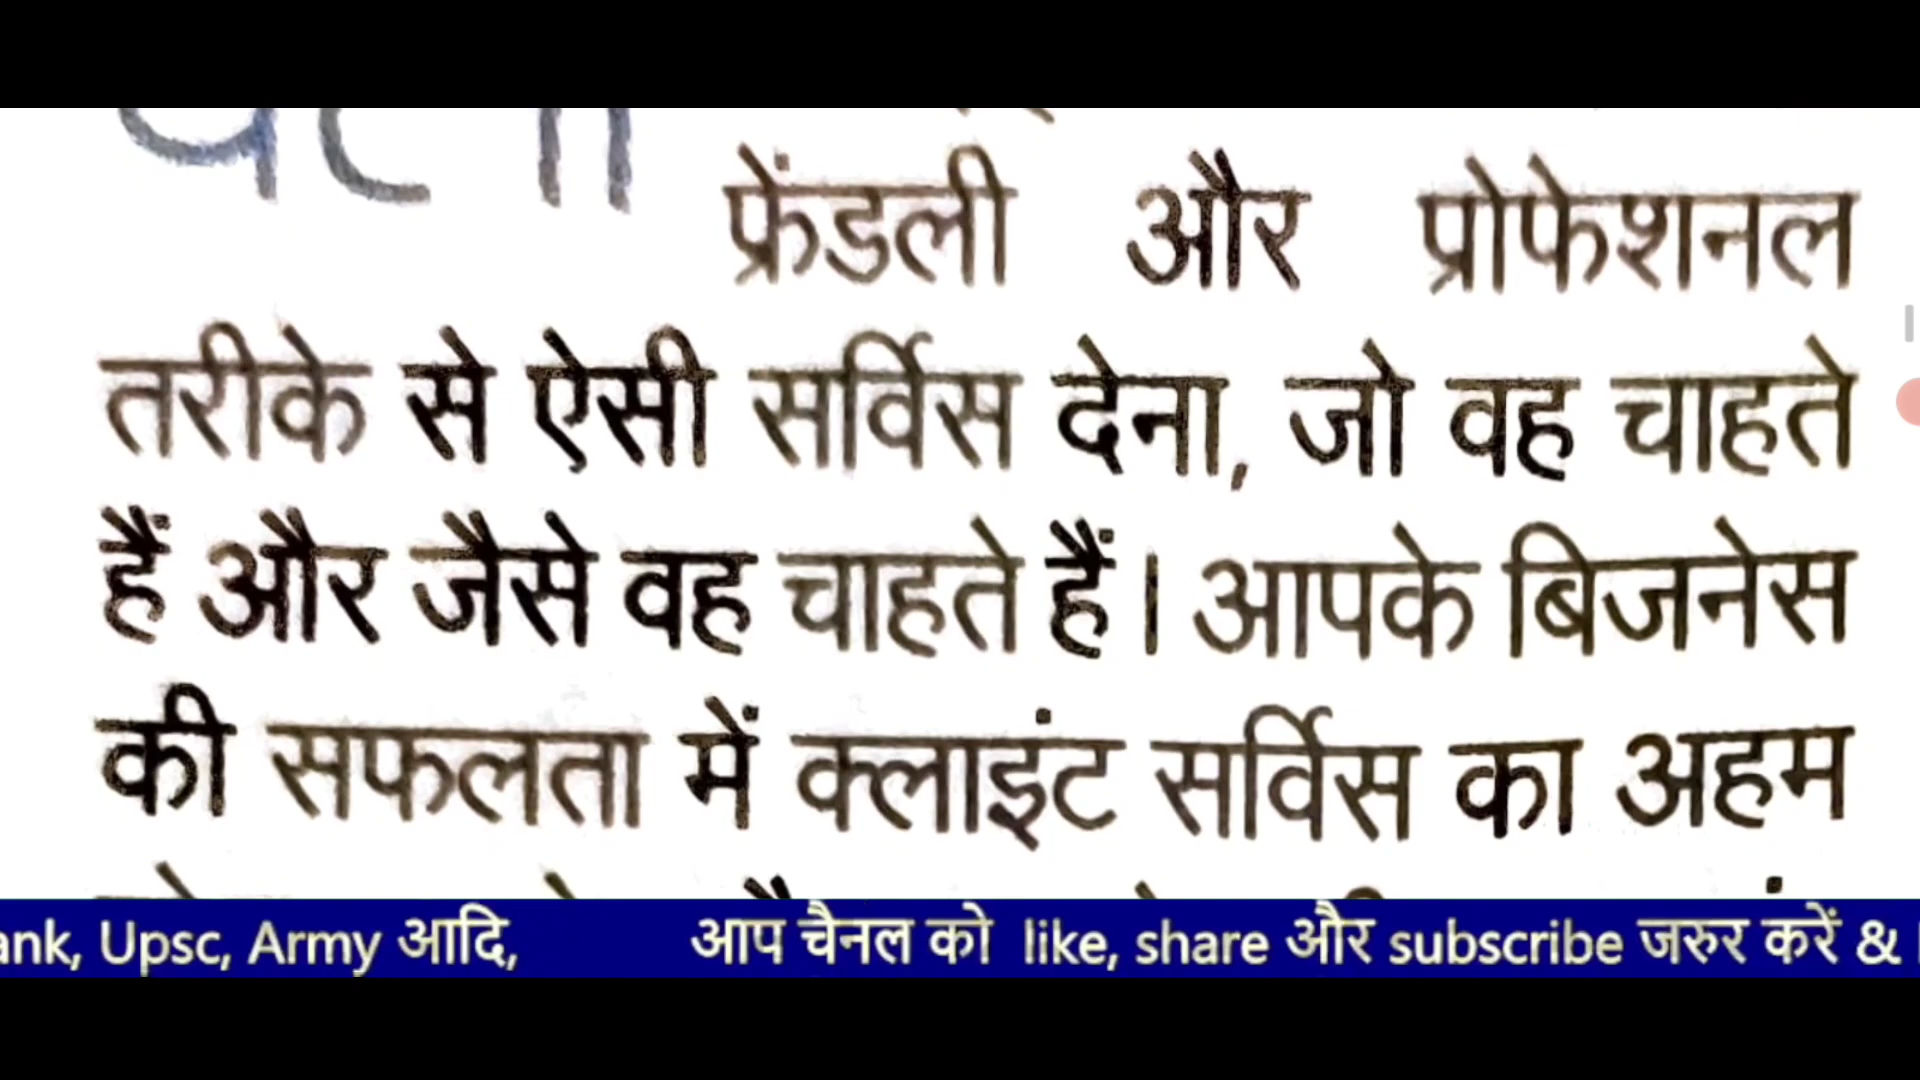 फ्रेंडली और प्रोफेशनल
तरीके से ऐसी सर्विस देना, जो वह चाहते
हैं और जैसे वह चाहते हैं। आपके बिजनेस
की सफलता में क्लाइंट सर्विस का अहम
Upsc, Army आदि, आप चैनल को like, share और subscribe जरुर करें &